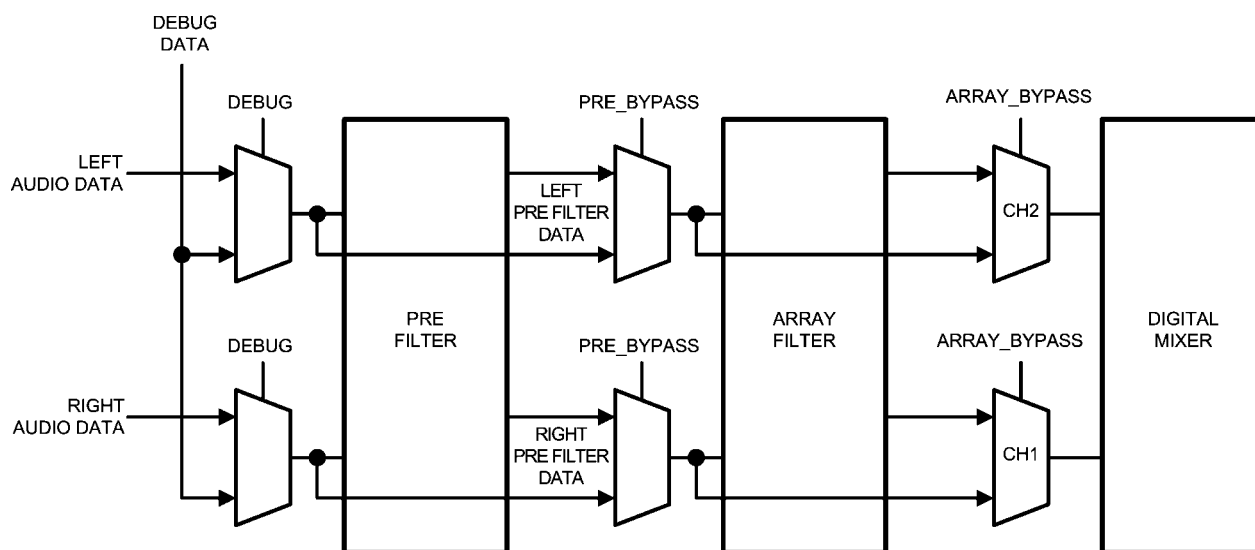 DEBUG
DATA
DEBUG
PRE_BYPASS
ARRAY_BYPASS
LEFT
AUDIO DATA
LEFT
PRE FILTER
DATA
CH2
PRE
FILTER
ARRAY
FILTER
DIGITAL
MIXER
DEBUG
PRE_BYPASS
ARRAY_BYPASS
RIGHT
AUDIO DATA
RIGHT
PRE FILTER
DATA
CH1